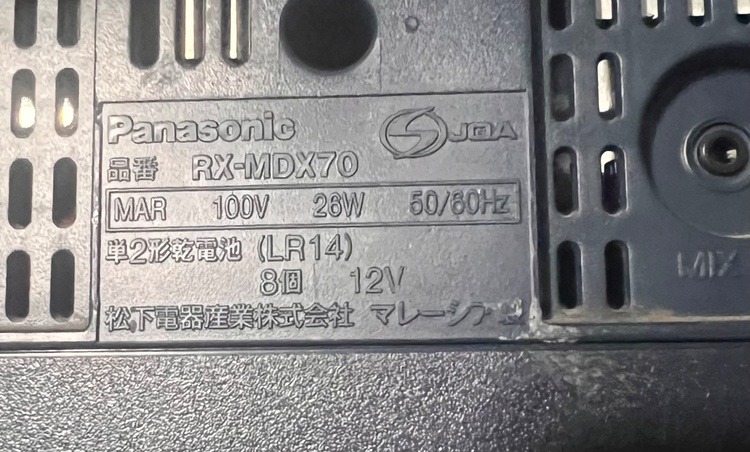 Panasonic JQA
品番 RX-MDX70
MAR 100V 26W 50/60Hz
単2形乾電池 (LR14)
8個 12V
松下電器産業株式会社 マレーシア製
MIX